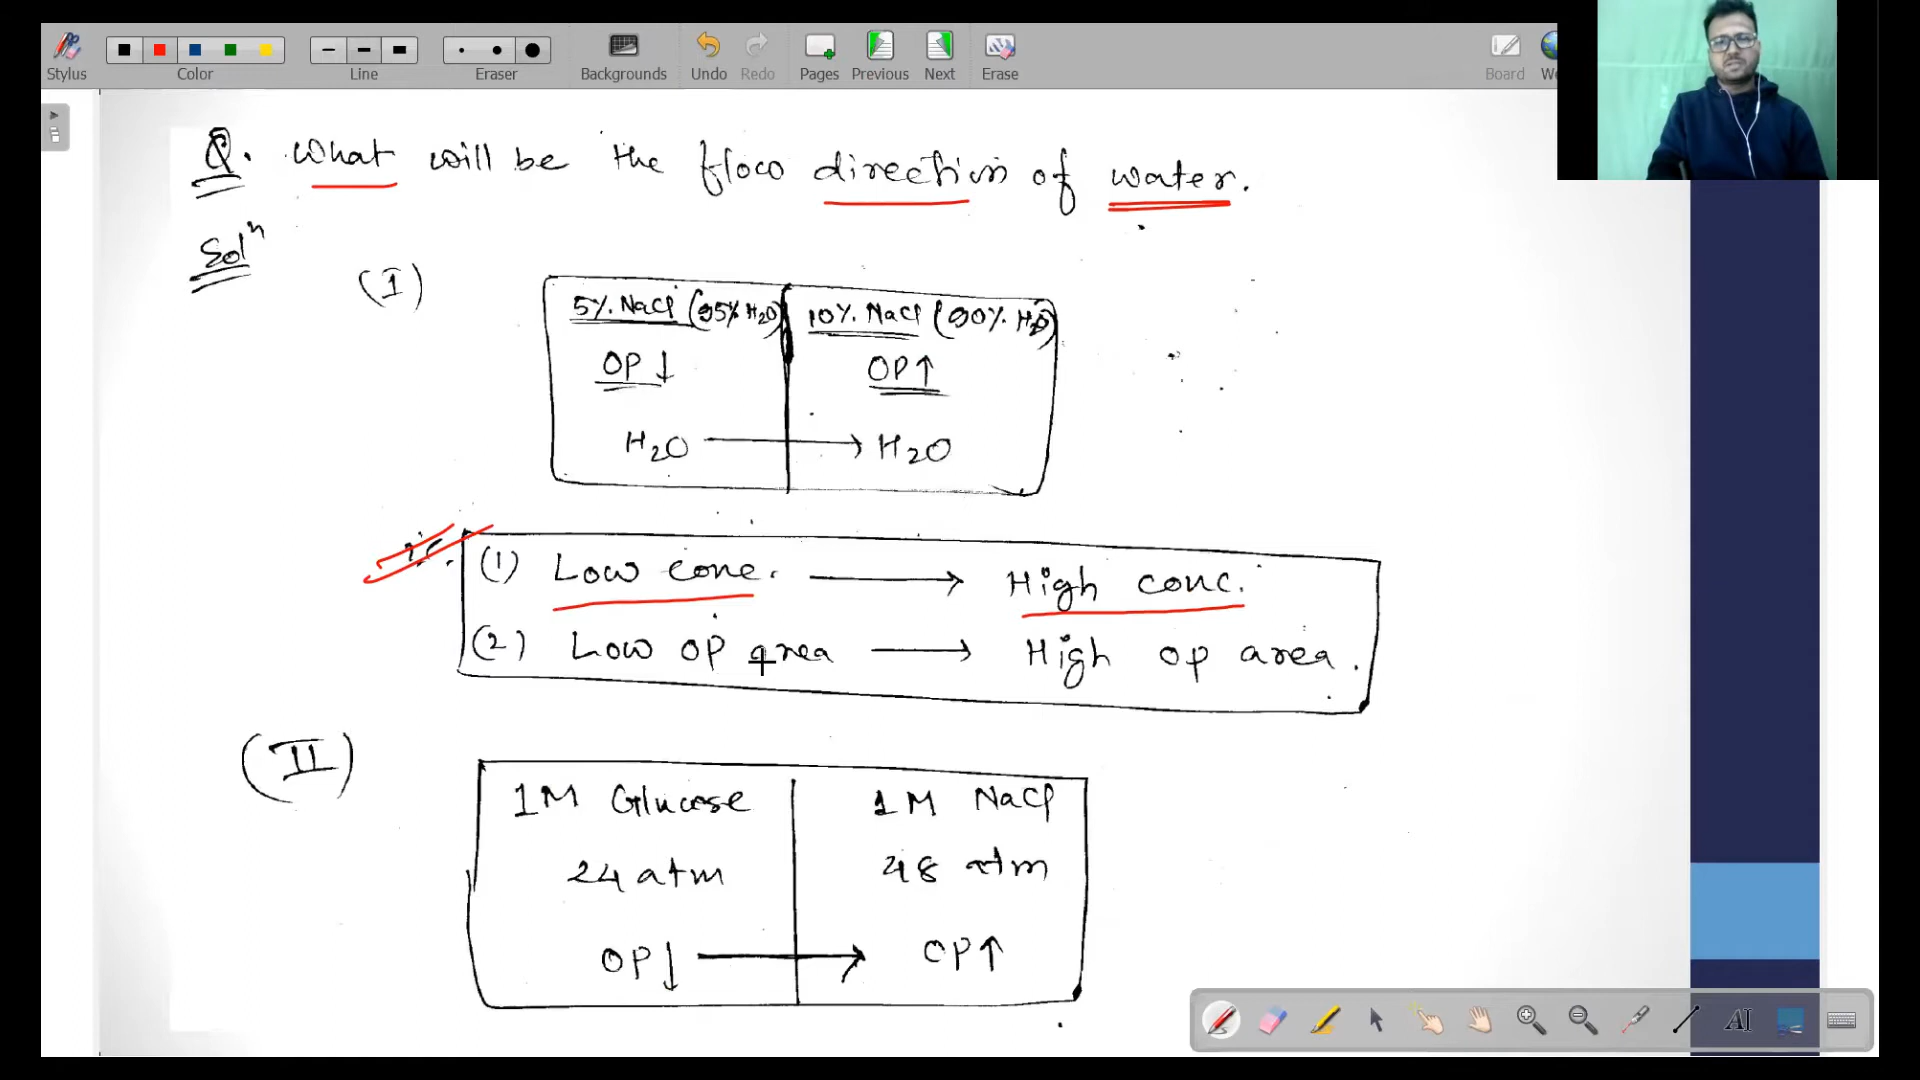 Stylus
Color
Line
Eraser
Backgrounds
Undo
Redo
Pages
Previous
Next
Erase
Board
Q. What will be the flow direction of water.
Solⁿ
(I)
5%. NaCl (95% H₂O)
10%. NaCl (90%. H₂O)
OP↓
OP↑
H₂O → H₂O
(1) Low conc. → High conc.
(2) Low OP area → High op area.
(II)
1M Glucose
1M NaCl
24 atm
48 atm
OP↓ → OP↑
AI